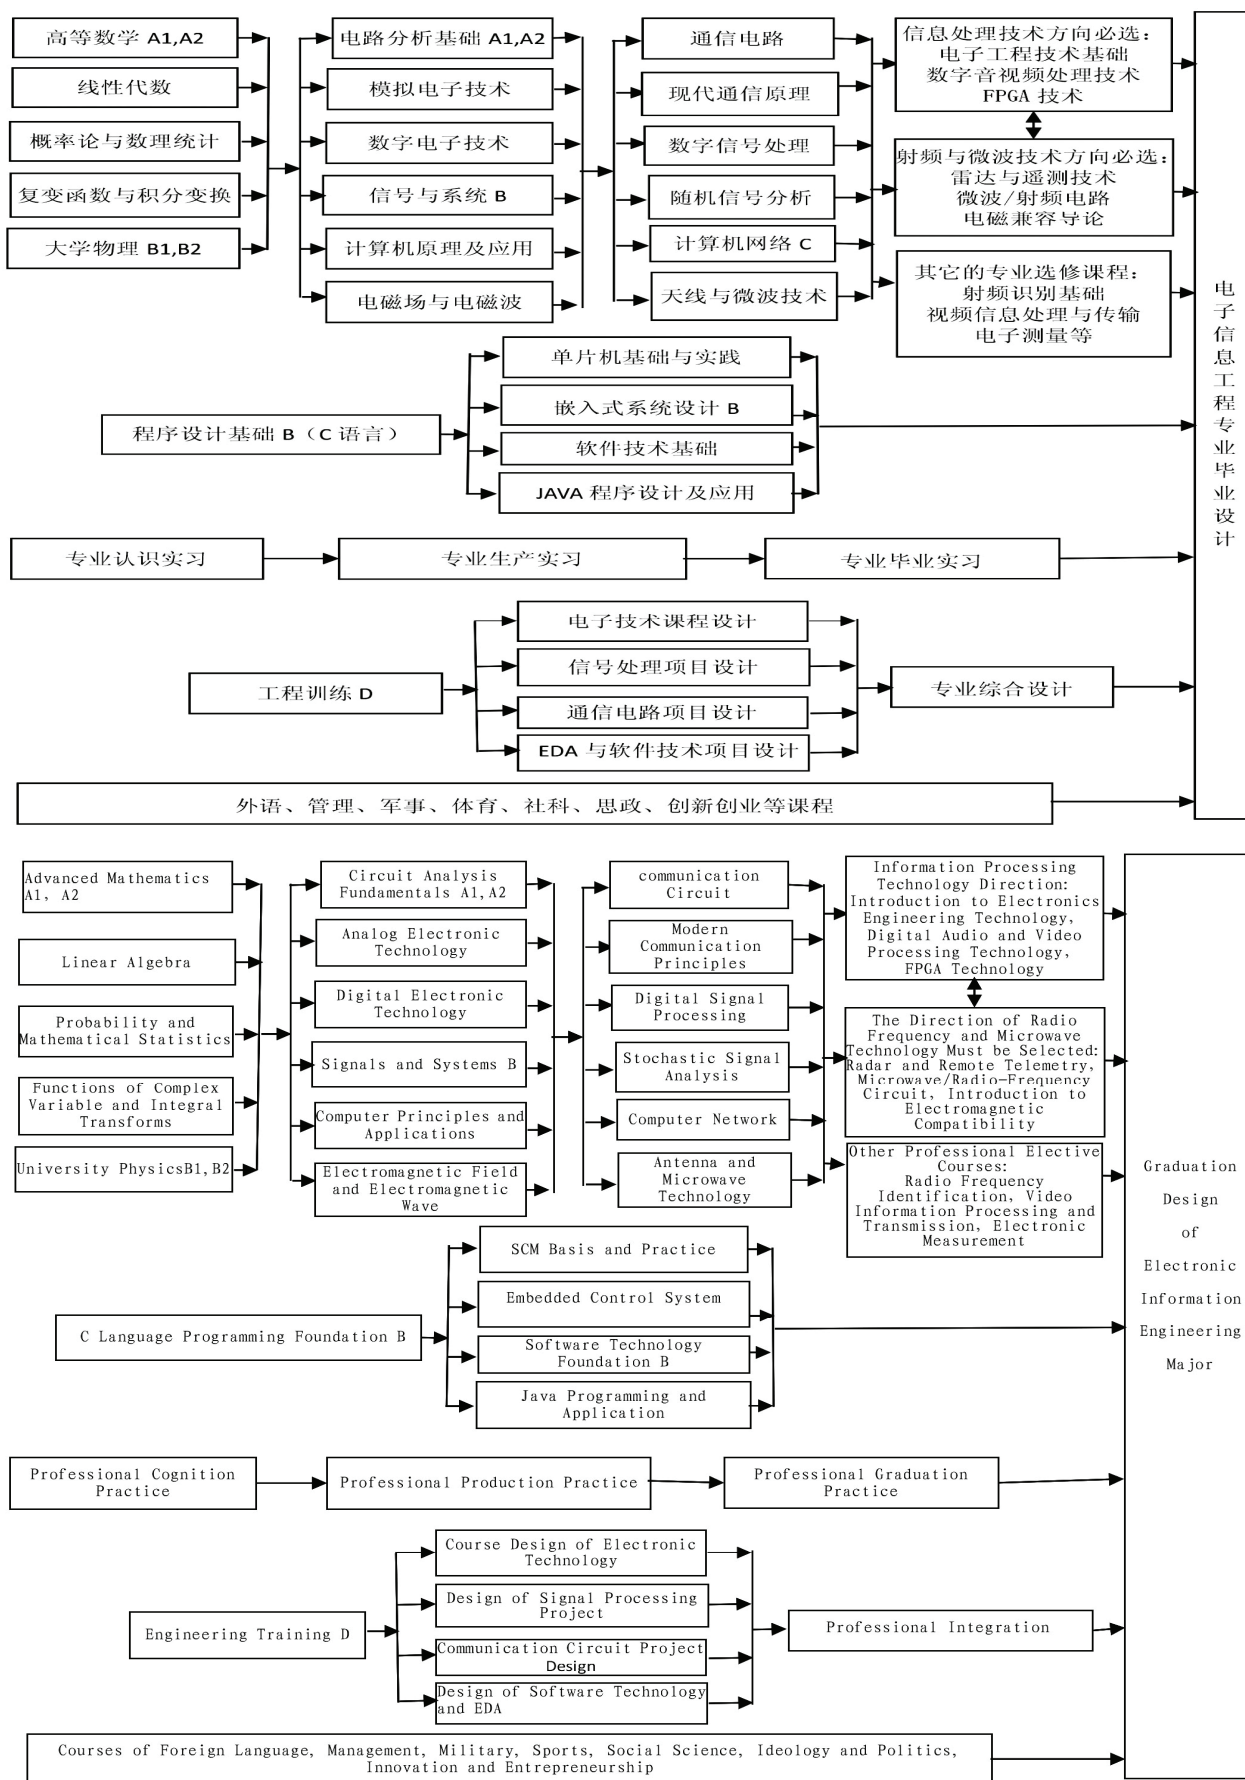 高等数学 A1,A2
线性代数
概率论与数理统计
复变函数与积分变换
大学物理 B1,B2
电路分析基础 A1,A2
模拟电子技术
数字电子技术
信号与系统 B
计算机原理及应用
电磁场与电磁波
通信电路
现代通信原理
数字信号处理
随机信号分析
计算机网络 C
天线与微波技术
信息处理技术方向必选：
电子工程技术基础
数字音视频处理技术
FPGA 技术
射频与微波技术方向必选：
雷达与遥测技术
微波/射频电路
电磁兼容导论
其它的专业选修课程：
射频识别基础
视频信息处理与传输
电子测量等
程序设计基础 B（C 语言）
单片机基础与实践
嵌入式系统设计 B
软件技术基础
JAVA 程序设计及应用
专业认识实习
专业生产实习
专业毕业实习
工程训练 D
电子技术课程设计
信号处理项目设计
通信电路项目设计
EDA 与软件技术项目设计
专业综合设计
外语、管理、军事、体育、社科、思政、创新创业等课程
电子信息工程专业毕业设计
Advanced Mathematics
A1, A2
Linear Algebra
Probability and
Mathematical Statistics
Functions of Complex
Variable and Integral
Transforms
University PhysicsB1,B2
Circuit Analysis
Fundamentals A1,A2
Analog Electronic
Technology
Digital Electronic
Technology
Signals and Systems B
Computer Principles and
Applications
Electromagnetic Field
and Electromagnetic
Wave
communication
Circuit
Modern
Communication
Principles
Digital Signal
Processing
Stochastic Signal
Analysis
Computer Network
Antenna and
Microwave
Technology
Information Processing
Technology Direction:
Introduction to Electronics
Engineering Technology,
Digital Audio and Video
Processing Technology,
FPGA Technology
The Direction of Radio
Frequency and Microwave
Technology Must be Selected:
Radar and Remote Telemetry,
Microwave/Radio-Frequency
Circuit, Introduction to
Electromagnetic
Compatibility
Other Professional Elective
Courses:
Radio Frequency
Identification, Video
Information Processing and
Transmission, Electronic
Measurement
C Language Programming Foundation B
SCM Basis and Practice
Embedded Control System
Software Technology
Foundation B
Java Programming and
Application
Professional Cognition
Practice
Professional Production Practice
Professional Graduation
Practice
Engineering Training D
Course Design of Electronic
Technology
Design of Signal Processing
Project
Communication Circuit Project
Design
Design of Software Technology
and EDA
Professional Integration
Courses of Foreign Language, Management, Military, Sports, Social Science, Ideology and Politics,
Innovation and Entrepreneurship
Graduation
Design
of
Electronic
Information
Engineering
Major